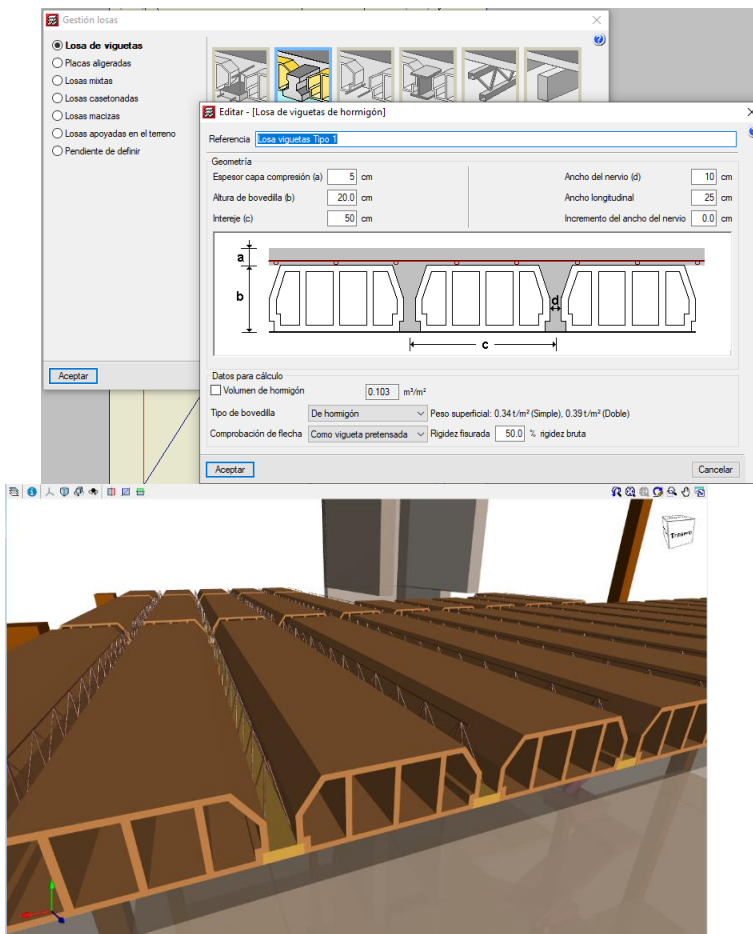 Gestión losas
Losa de viguetas
Placas aligeradas
Losas mixtas
Losas casetonadas
Losas macizas
Losas apoyadas en el terreno
Pendiente de definir
Aceptar
Editar - [Losa de viguetas de hormigón]
Referencia Losa viguetas Tipo 1
Geometría
Espesor capa compresión (a) 5 cm Ancho del nervio (d) 10 cm
Altura de bovedilla (b) 20.0 cm Ancho longitudinal 25 cm
Intereje (c) 50 cm Incremento del ancho del nervio 0.0 cm
a
b
d
c
Datos para cálculo
Volumen de hormigón 0.103 m³/m²
Tipo de bovedilla De hormigón Peso superficial: 0.34 t/m² (Simple), 0.39 t/m² (Doble)
Comprobación de flecha Como vigueta pretensada Rigidez fisurada 50.0 % rigidez bruta
Aceptar Cancelar
Trasero